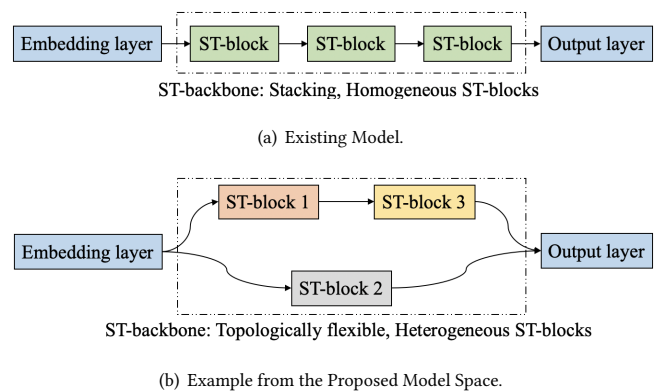 Embedding layer ST-block ST-block ST-block Output layer
ST-backbone: Stacking, Homogeneous ST-blocks
(a) Existing Model.
ST-block 1 ST-block 3
Embedding layer Output layer
ST-block 2
ST-backbone: Topologically flexible, Heterogeneous ST-blocks
(b) Example from the Proposed Model Space.